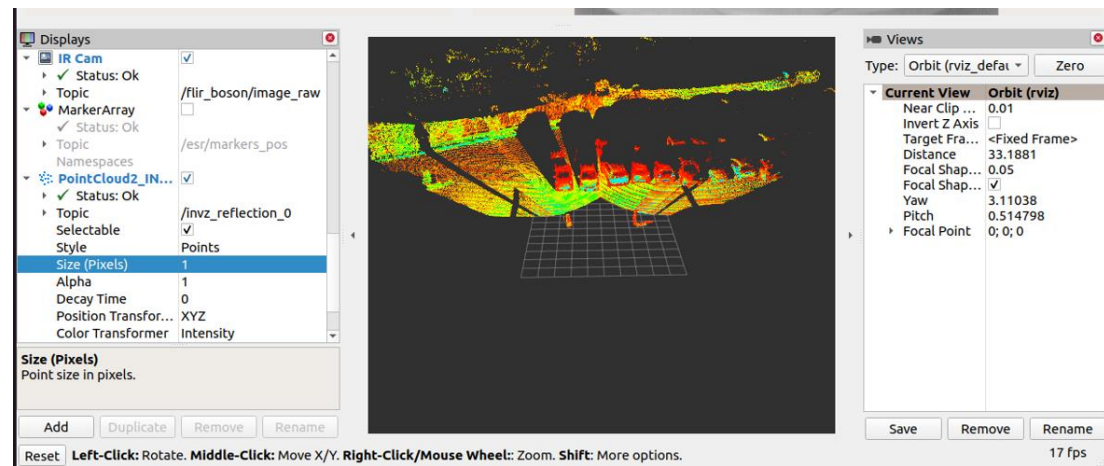 Displays
IR Cam
Status: Ok
Topic /flir_boson/image_raw
MarkerArray
Status: Ok
Topic /esr/markers_pos
Namespaces
PointCloud2_IN...
Status: Ok
Topic /invz_reflection_0
Selectable
Style Points
Size (Pixels) 1
Alpha 1
Decay Time 0
Position Transfor... XYZ
Color Transformer Intensity
Size (Pixels)
Point size in pixels.
Add Duplicate Remove Rename
Reset Left-Click: Rotate. Middle-Click: Move X/Y. Right-Click/Mouse Wheel:: Zoom. Shift: More options.
Views
Type: Orbit (rviz_defau Zero
Current View Orbit (rviz)
Near Clip ... 0.01
Invert Z Axis
Target Fra... <Fixed Frame>
Distance 33.1881
Focal Shap... 0.05
Focal Shap...
Yaw 3.11038
Pitch 0.514798
Focal Point 0; 0; 0
Save Remove Rename
17 fps